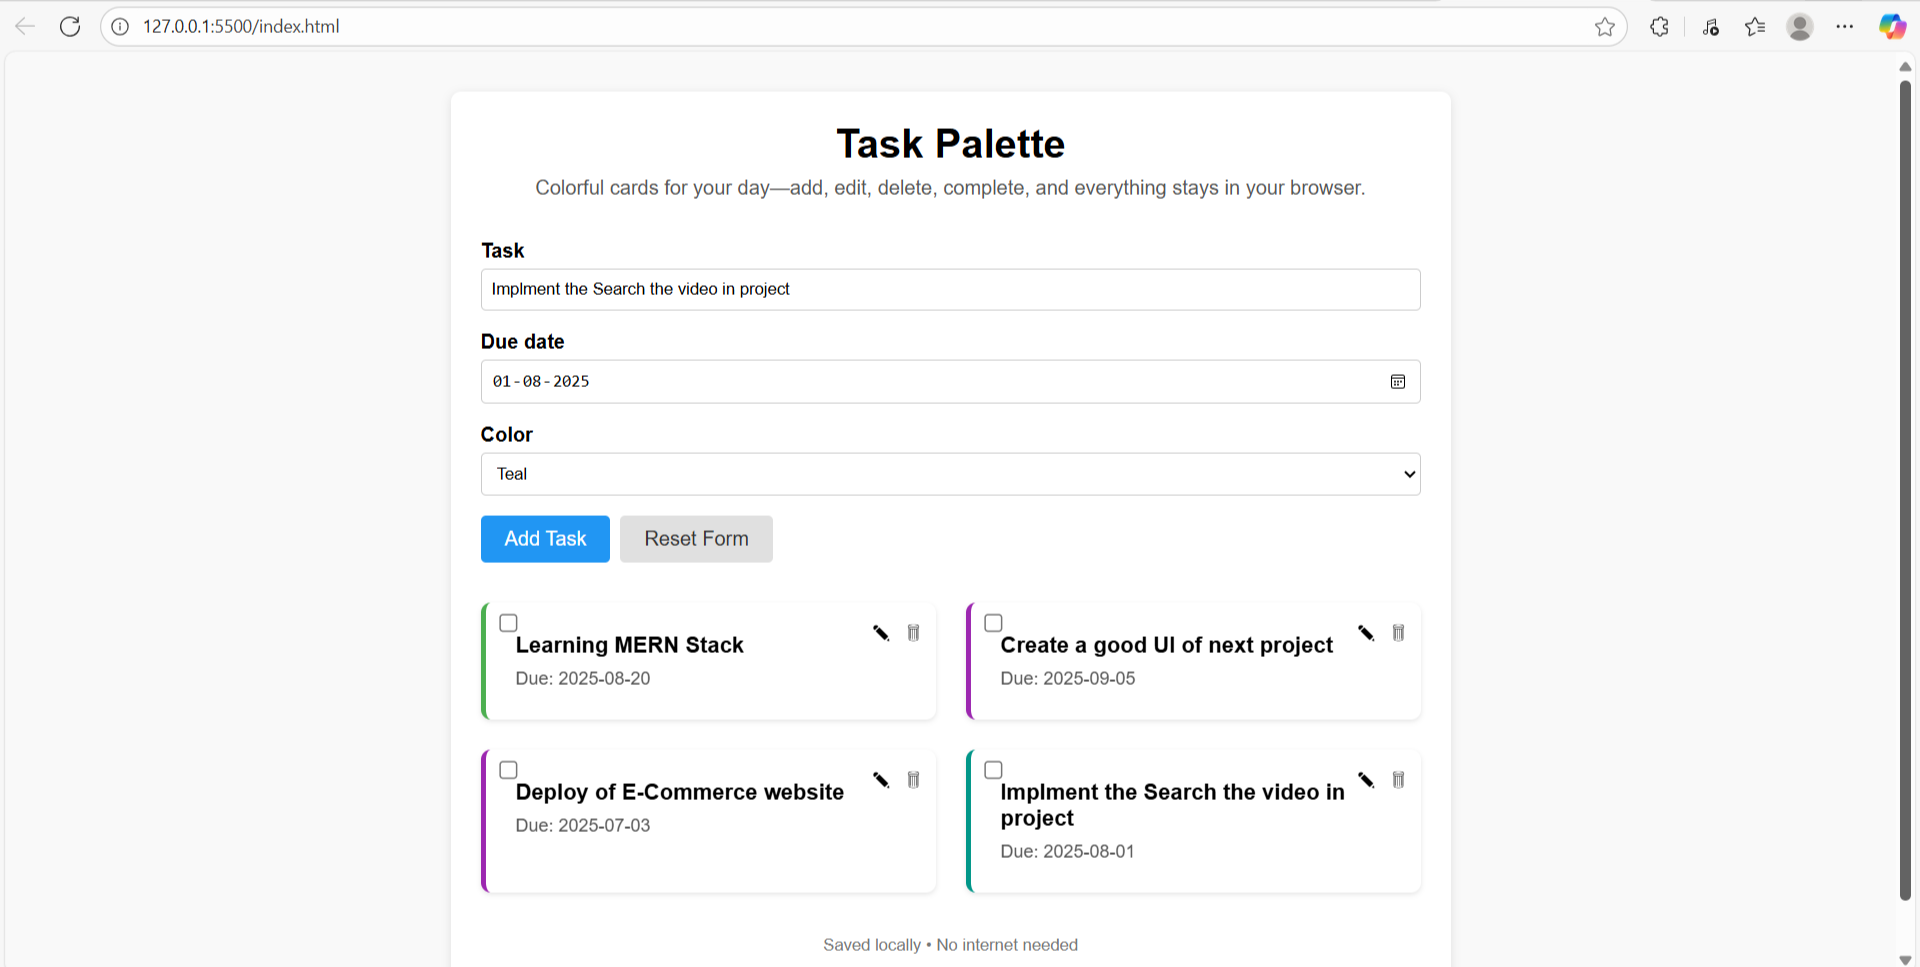 127.0.0.1:5500/index.html
Task Palette
Colorful cards for your day—add, edit, delete, complete, and everything stays in your browser.
Task
Implment the Search the video in project
Due date
01-08-2025
Color
Teal
Add Task
Reset Form
Learning MERN Stack
Due: 2025-08-20
Create a good UI of next project
Due: 2025-09-05
Deploy of E-Commerce website
Due: 2025-07-03
Implment the Search the video in
project
Due: 2025-08-01
Saved locally • No internet needed